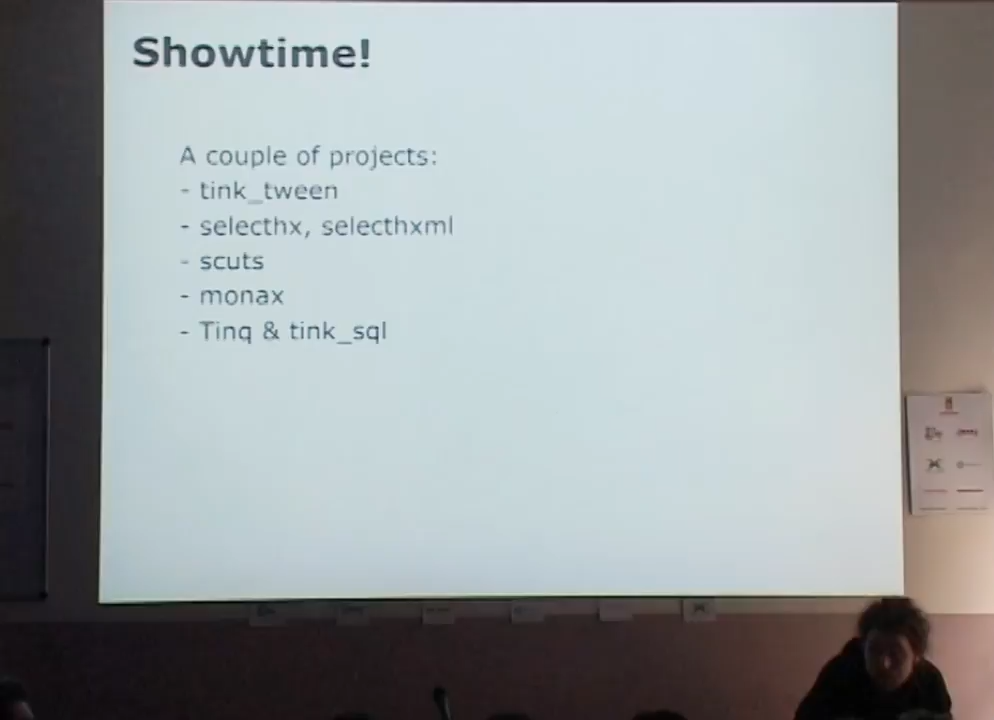 Showtime!
A couple of projects:
- tink_tween
- selecthx, selecthxml
- scuts
- monax
- Tinq & tink_sql